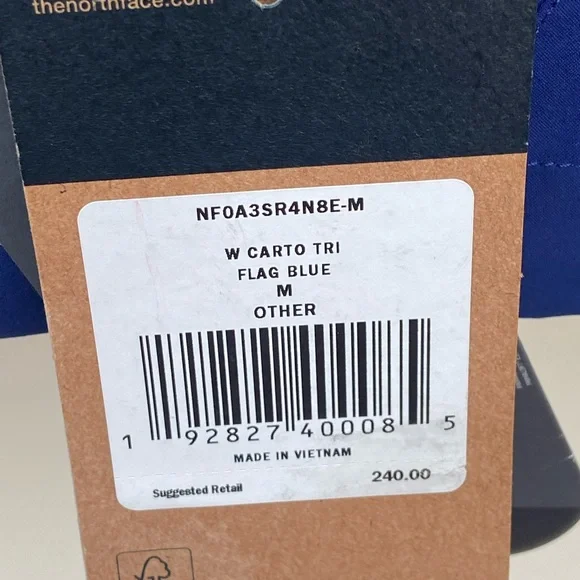 thenorthface.com
NF0A3SR4N8E-M
W CARTO TRI
FLAG BLUE
M
OTHER
1 92827 40008 5
MADE IN VIETNAM
Suggested Retail 240.00